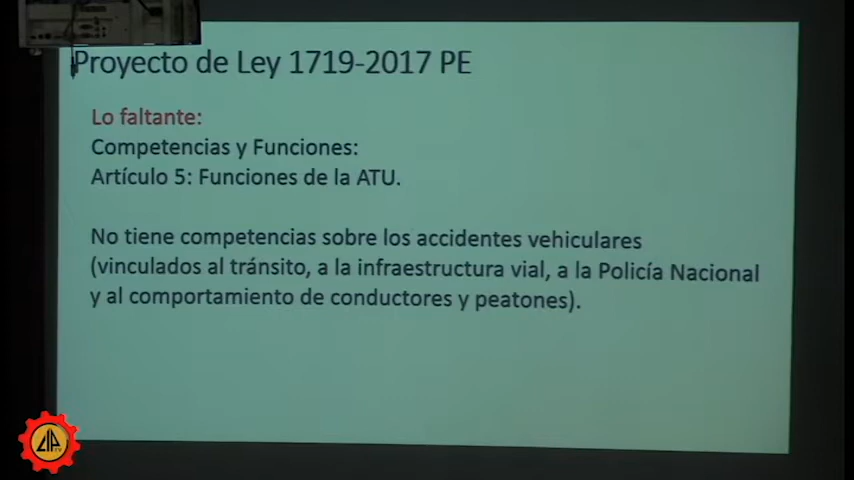 Proyecto de Ley 1719-2017 PE
Lo faltante:
Competencias y Funciones:
Artículo 5: Funciones de la ATU.
No tiene competencias sobre los accidentes vehiculares
(vinculados al tránsito, a la infraestructura vial, a la Policía Nacional
y al comportamiento de conductores y peatones).